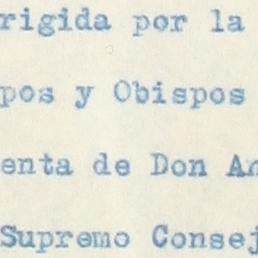 rigida por la
pos y Obispos
enta de Don An
Supremo Consej